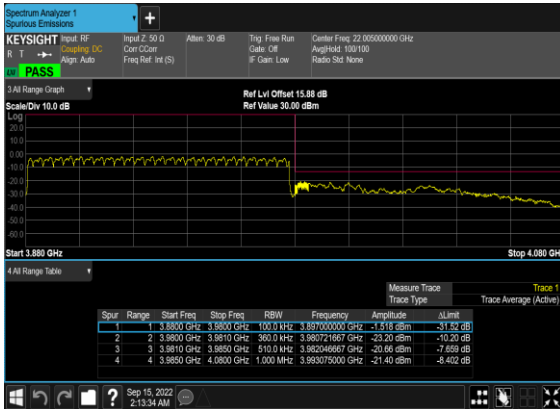 Spectrum Analyzer 1
Spurious Emissions
KEYSIGHT Input: RF Input Z: 50 Ω Atten: 30 dB Trig: Free Run Center Freq: 22.005000000 GHz
R T Coupling: DC Corr CCorr Gate: Off Avg|Hold: 100/100
Align: Auto Freq Ref: Int (S) IF Gain: Low Radio Std: None
PASS
3 All Range Graph
Ref Lvl Offset 15.88 dB
Scale/Div 10.0 dB Ref Value 30.00 dBm
Log
20.0
10.0
0.00
-10.0
-20.0
-30.0
-40.0
-50.0
-60.0
Start 3.880 GHz Stop 4.080 GH
4 All Range Table
Measure Trace Trace 1
Trace Type Trace Average (Active)
Spur Range Start Freq Stop Freq RBW Frequency Amplitude ΔLimit
1 1 3.8800 GHz 3.9800 GHz 100.0 kHz 3.897000000 GHz -1.518 dBm -31.52 dB
2 2 3.9800 GHz 3.9810 GHz 360.0 kHz 3.980721667 GHz -23.20 dBm -10.20 dB
3 3 3.9810 GHz 3.9850 GHz 510.0 kHz 3.982046667 GHz -20.66 dBm -7.659 dB
4 4 3.9850 GHz 4.0800 GHz 1.000 MHz 3.993075000 GHz -21.40 dBm -8.402 dB
? Sep 15, 2022
2:13:34 AM